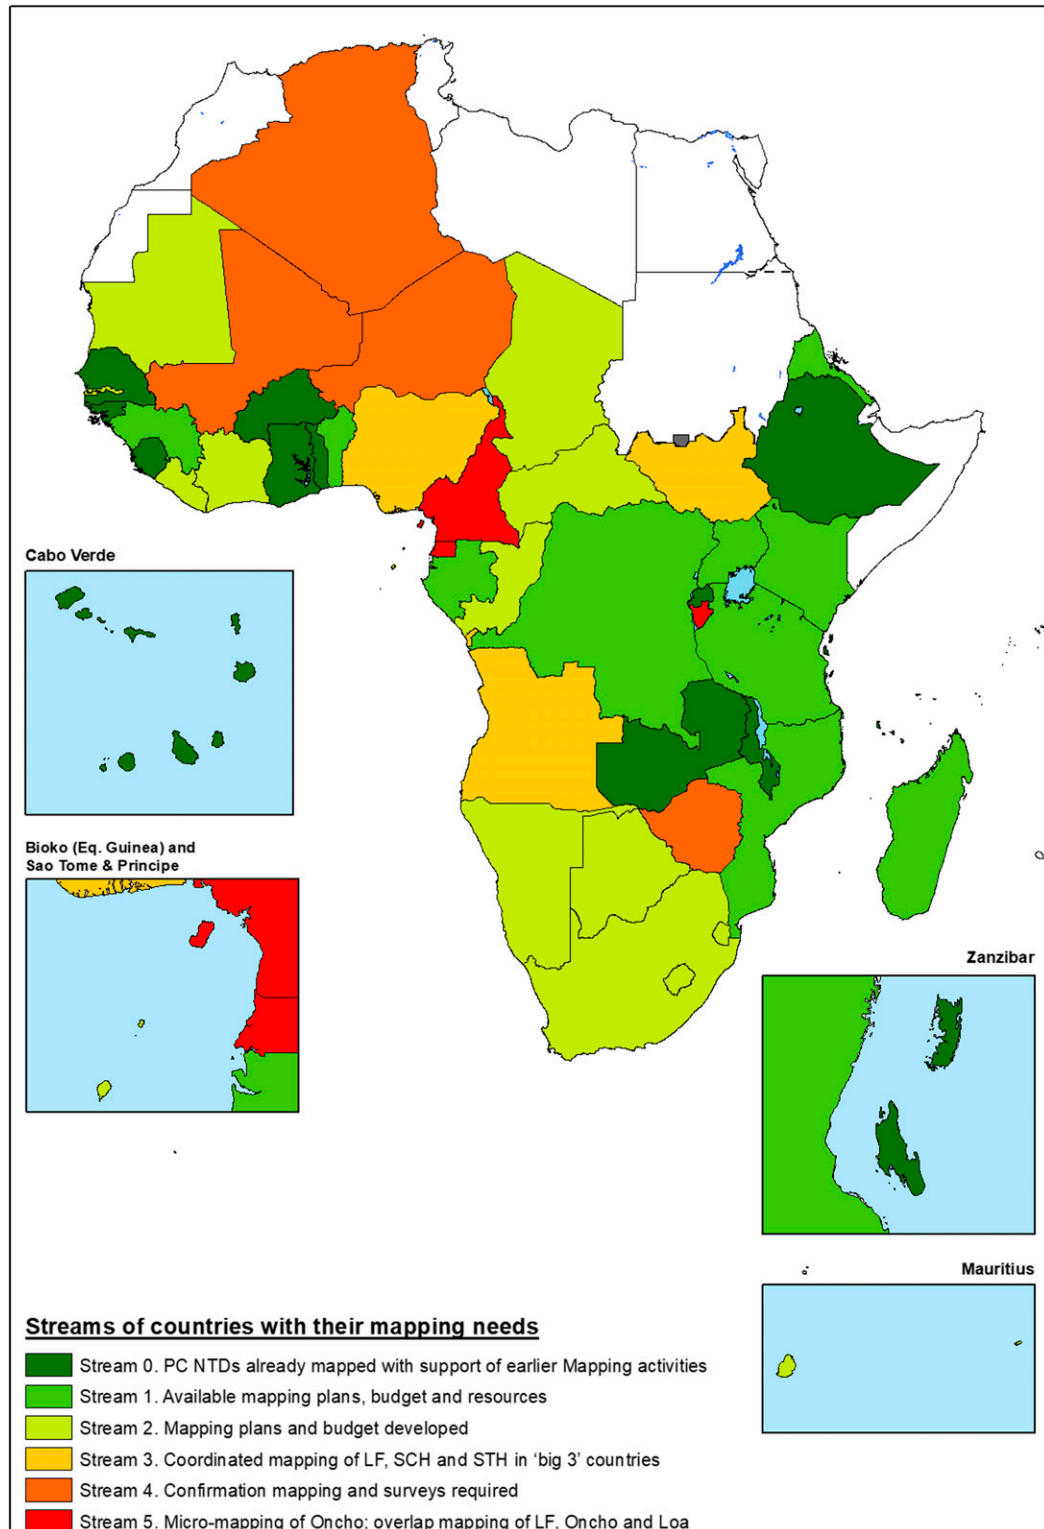 Cabo Verde
Bioko (Eq. Guinea) and
Sao Tome & Principe
Zanzibar
Mauritius
Streams of countries with their mapping needs
Stream 0. PC NTDs already mapped with support of earlier Mapping activities
Stream 1. Available mapping plans, budget and resources
Stream 2. Mapping plans and budget developed
Stream 3. Coordinated mapping of LF, SCH and STH in ‘big 3’ countries
Stream 4. Confirmation mapping and surveys required
Stream 5. Micro-mapping of Oncho; overlap mapping of LF, Oncho and Loa